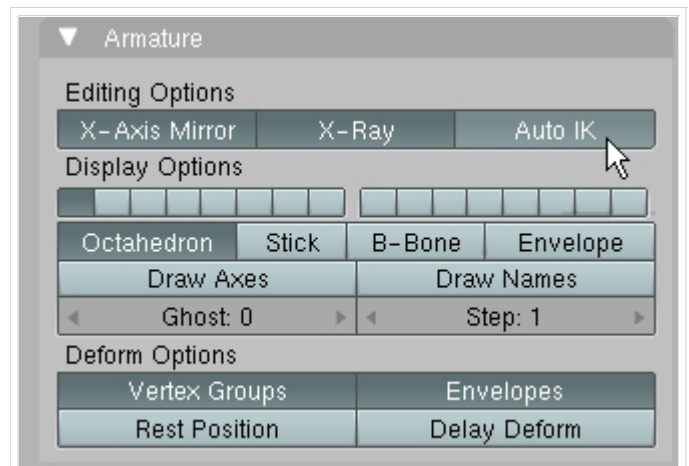 Armature
Editing Options
X-Axis Mirror X-Ray Auto IK
Display Options
Octahedron Stick B-Bone Envelope
Draw Axes Draw Names
Ghost: 0 Step: 1
Deform Options
Vertex Groups Envelopes
Rest Position Delay Deform